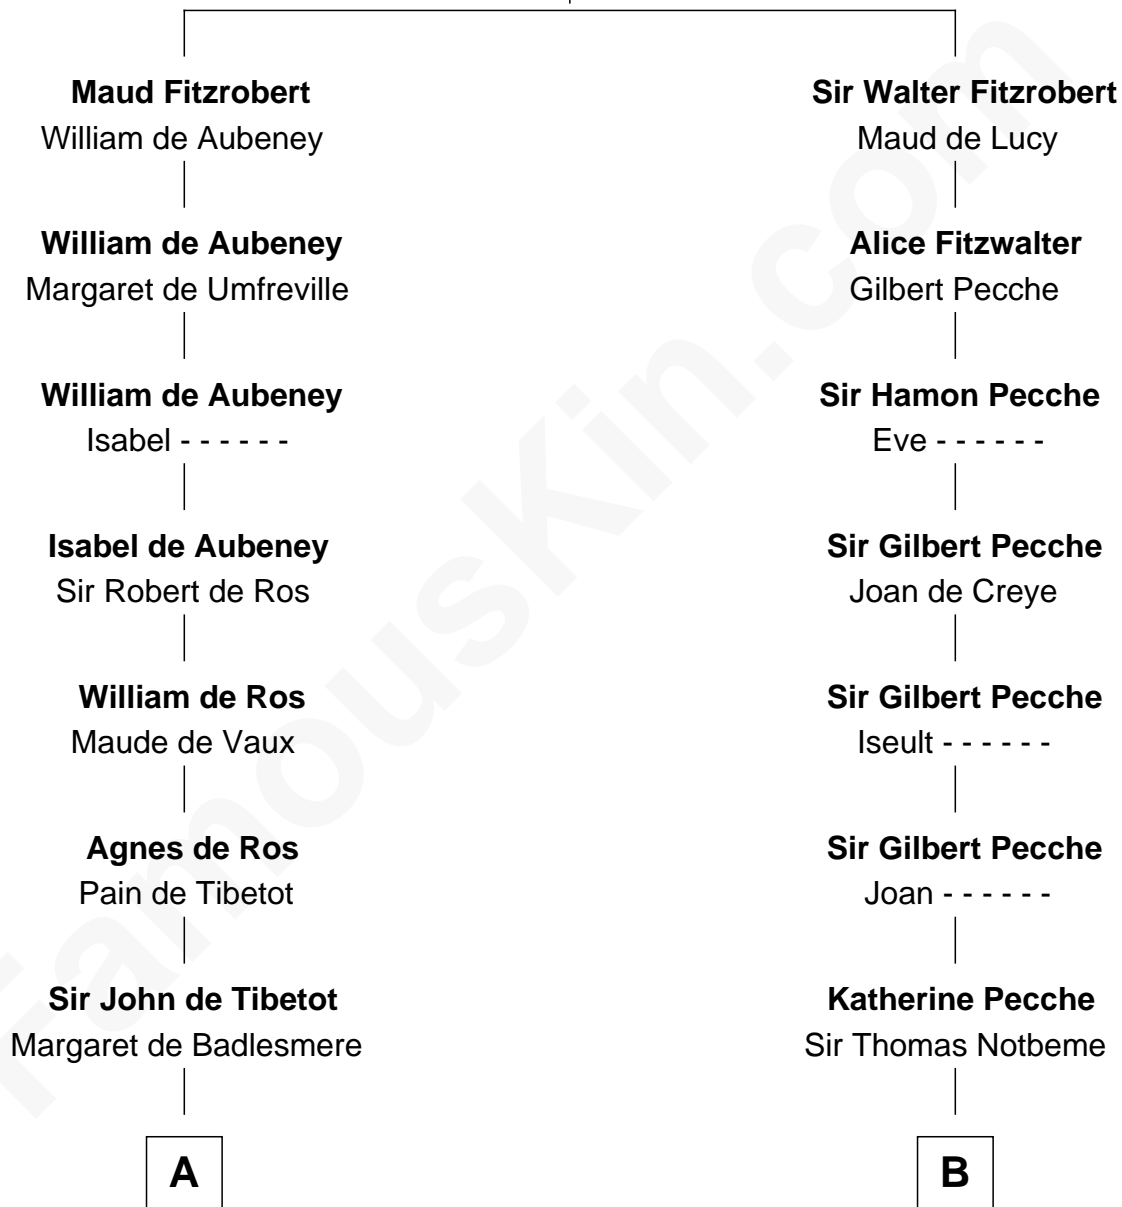 Maud Fitzrobert
William de Aubeney
William de Aubeney
Margaret de Umfreville
William de Aubeney
Isabel - - - - - -
Isabel de Aubeney
Sir Robert de Ros
William de Ros
Maude de Vaux
Agnes de Ros
Pain de Tibetot
Sir John de Tibetot
Margaret de Badlesmere
A
Sir Walter Fitzrobert
Maud de Lucy
Alice Fitzwalter
Gilbert Pecche
Sir Hamon Pecche
Eve - - - - - -
Sir Gilbert Pecche
Joan de Creye
Sir Gilbert Pecche
Iseult - - - - - -
Sir Gilbert Pecche
Joan - - - - - -
Katherine Pecche
Sir Thomas Notbeme
B
FamousKin.com